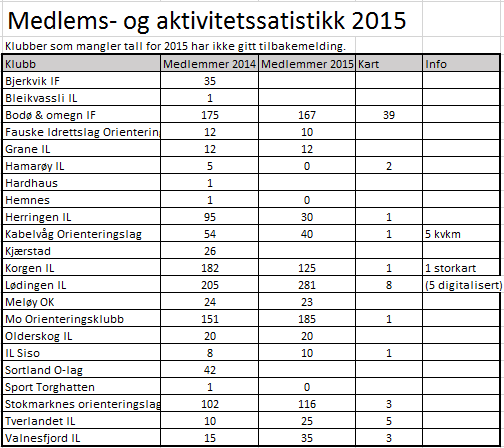 Medlems- og aktivitetssatistikk 2015
Klubber som mangler tall for 2015 har ikke gitt tilbakemelding.
Klubb Medlemmer 2014 Medlemmer 2015 Kart Info
Bjerkvik IF 35
Bleikvassli IL 1
Bodø & omegn IF 175 167 39
Fauske Idrettslag Orientering 12 10
Grane IL 12 12
Hamarøy IL 5 0 2
Hardhaus 1
Hemnes 1 0
Herringen IL 95 30 1
Kabelvåg Orienteringslag 54 40 1 5 kvkm
Kjærstad 26
Korgen IL 182 125 1 1 storkart
Lødingen IL 205 281 8 (5 digitalisert)
Meløy OK 24 23
Mo Orienteringsklubb 151 185 1
Olderskog IL 20 20
IL Siso 8 10 1
Sortland O-lag 42
Sport Torghatten 1 0
Stokmarknes orienteringslag 102 116 3
Tverlandet IL 10 25 5
Valnesfjord IL 15 35 3